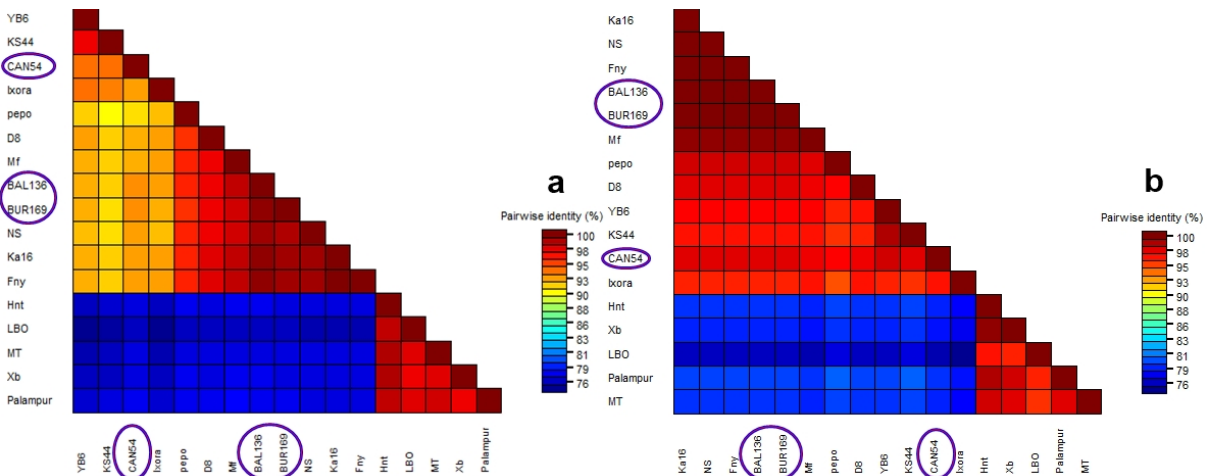 YB6
KS44
CAN54
Ixora
pepo
D8
Mf
BAL136
BUR169
NS
Ka16
Fny
Hnt
LBO
MT
Xb
Palampur
YB6
KS44
CAN54
Ixora
pepo
D8
Mf
BAL136
BUR169
NS
Ka16
Fny
Hnt
LBO
MT
Xb
Palampur
a
Pairwise identity (%)
100
98
95
93
90
88
86
83
81
79
76
Ka16
NS
Fny
BAL136
BUR169
Mf
pepo
D8
YB6
KS44
CAN54
Ixora
Hnt
Xb
LBO
Palampur
MT
Ka16
NS
Fny
BAL136
BUR169
Mf
pepo
D8
YB6
KS44
CAN54
Ixora
Hnt
Xb
LBO
Palampur
MT
b
Pairwise identity (%)
100
98
95
93
90
88
86
83
81
79
76